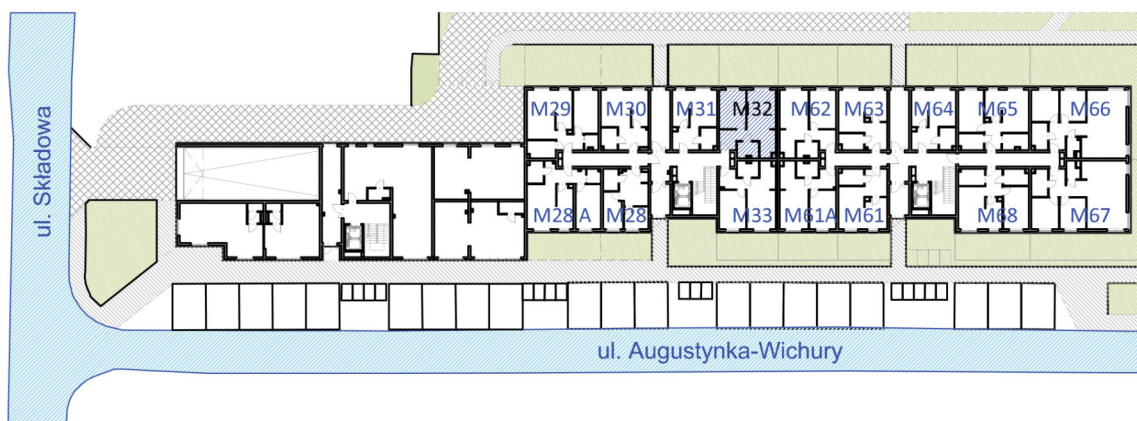 ul. Składowa
M29
M30
M31
M32
M62
M63
M64
M65
M66
M28 A
M28
M33
M61A
M61
M68
M67
ul. Augustynka-Wichury